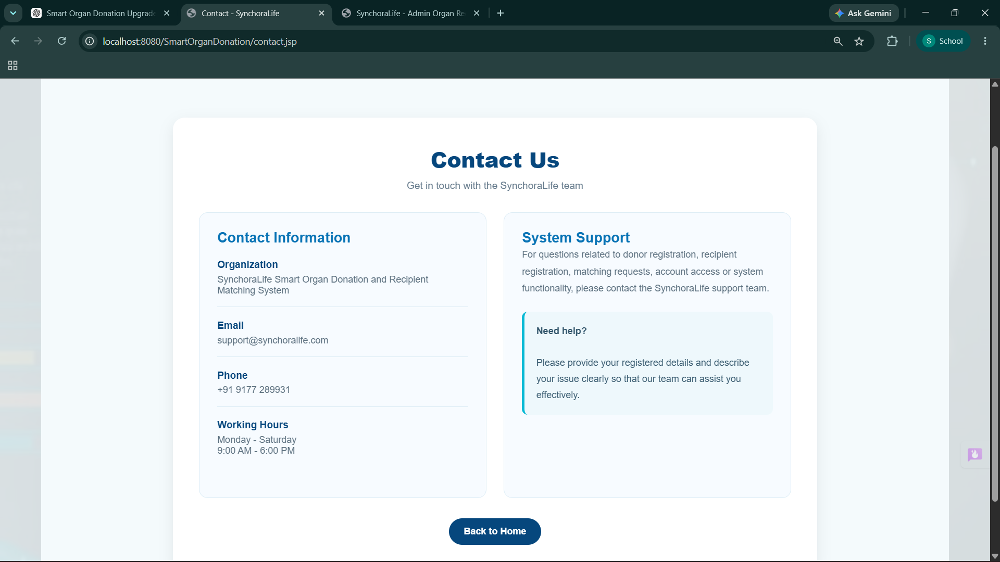 Smart Organ Donation Upgrade
Contact - SynchoraLife
SynchoraLife - Admin Organ Re
Ask Gemini
localhost:8080/SmartOrganDonation/contact.jsp
S
School
Contact Us
Get in touch with the SynchoraLife team
Contact Information
Organization
SynchoraLife Smart Organ Donation and Recipient
Matching System
Email
support@synchoralife.com
Phone
+91 9177 289931
Working Hours
Monday - Saturday
9:00 AM - 6:00 PM
System Support
For questions related to donor registration, recipient
registration, matching requests, account access or system
functionality, please contact the SynchoraLife support team.
Need help?
Please provide your registered details and describe
your issue clearly so that our team can assist you
effectively.
Back to Home